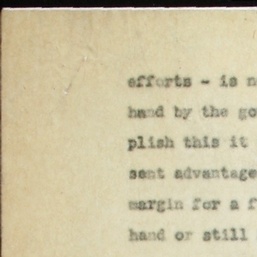 efforts - is n
hand by the go
plish this it
sent advantage
margin for a f
hand or still